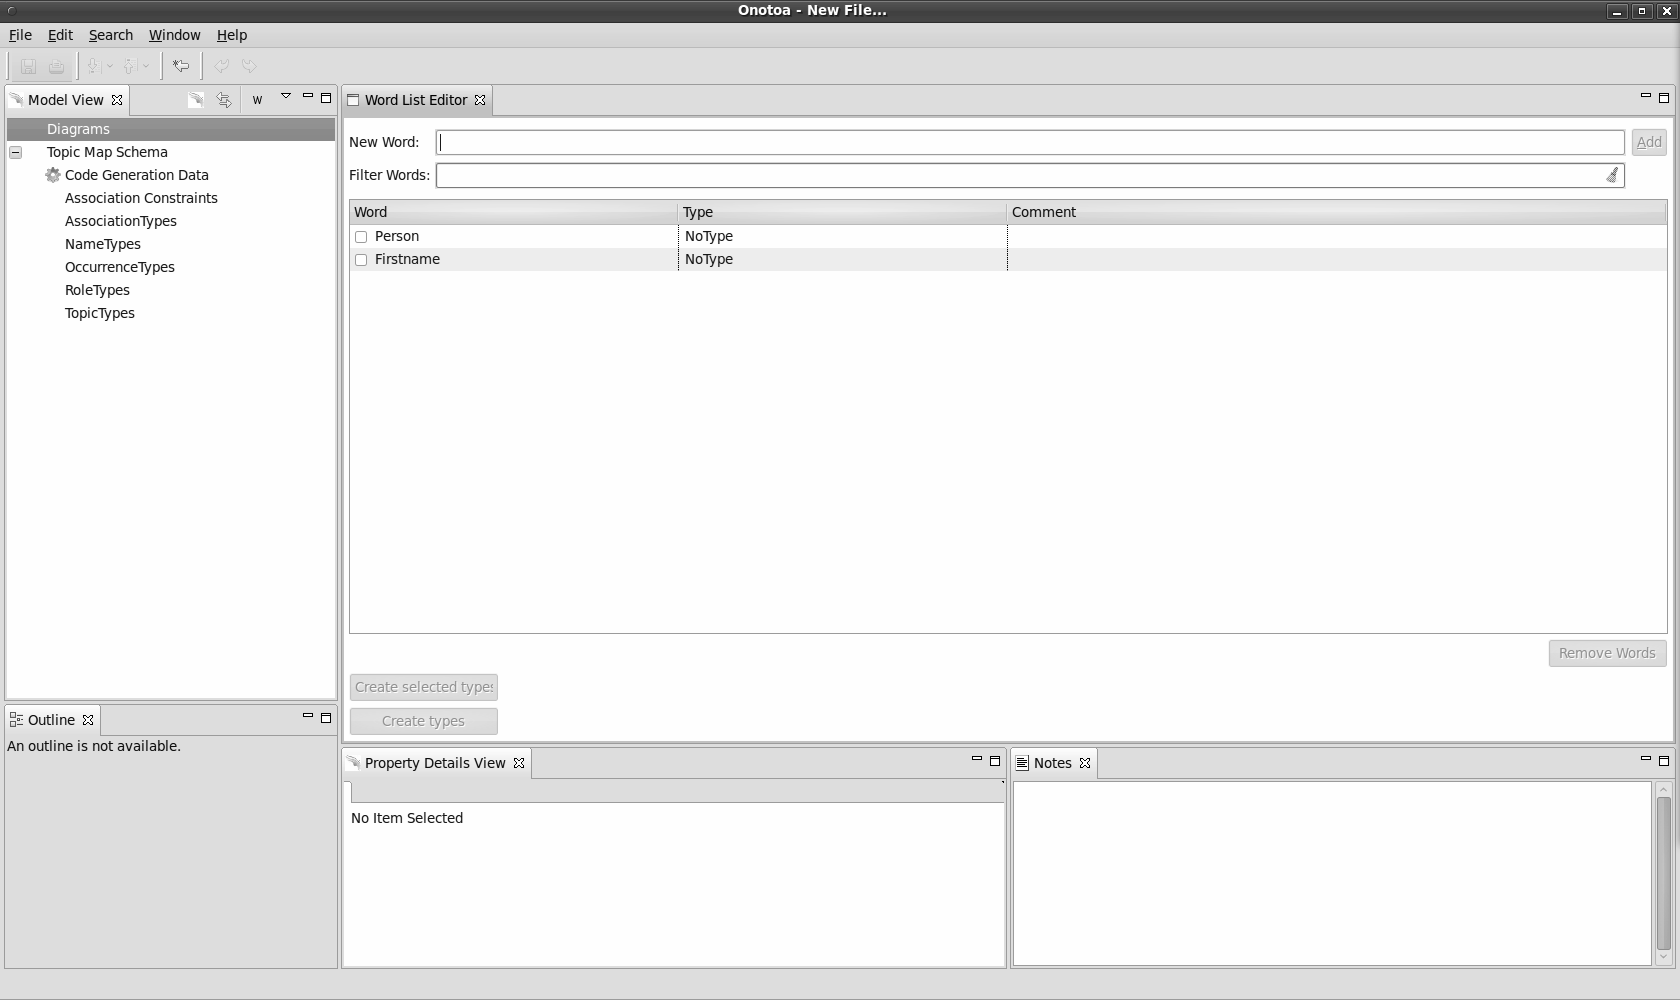 Onotoa - New File...
File Edit Search Window Help
Model View
W
Diagrams
Topic Map Schema
Code Generation Data
Association Constraints
AssociationTypes
NameTypes
OccurrenceTypes
RoleTypes
TopicTypes
Outline
An outline is not available.
Word List Editor
New Word:
Add
Filter Words:
Word Type Comment
Person NoType
Firstname NoType
Remove Words
Create selected types
Create types
Property Details View
No Item Selected
Notes